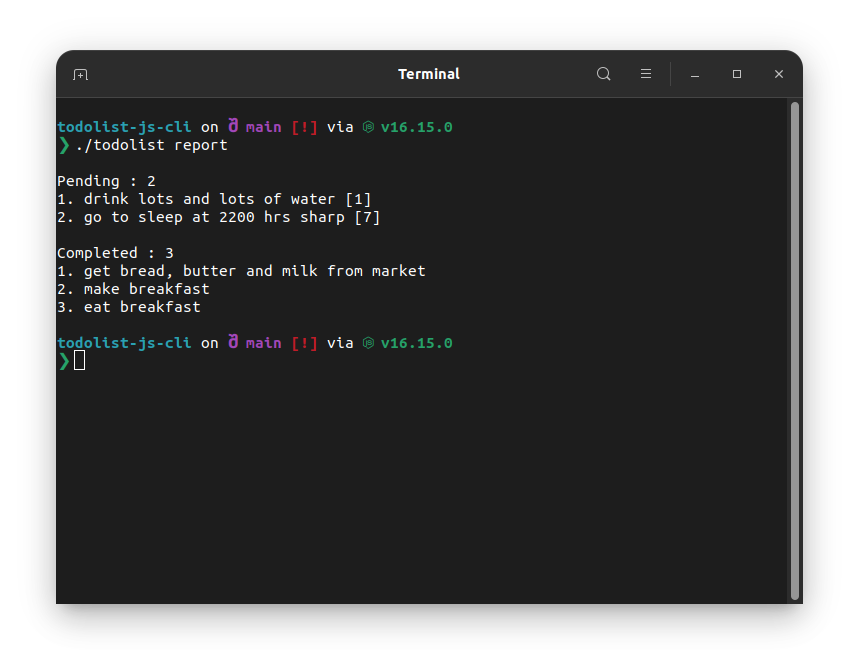 Terminal
todolist-js-cli on main [!] via v16.15.0
❯ ./todolist report
Pending : 2
1. drink lots and lots of water [1]
2. go to sleep at 2200 hrs sharp [7]
Completed : 3
1. get bread, butter and milk from market
2. make breakfast
3. eat breakfast
todolist-js-cli on main [!] via v16.15.0
❯